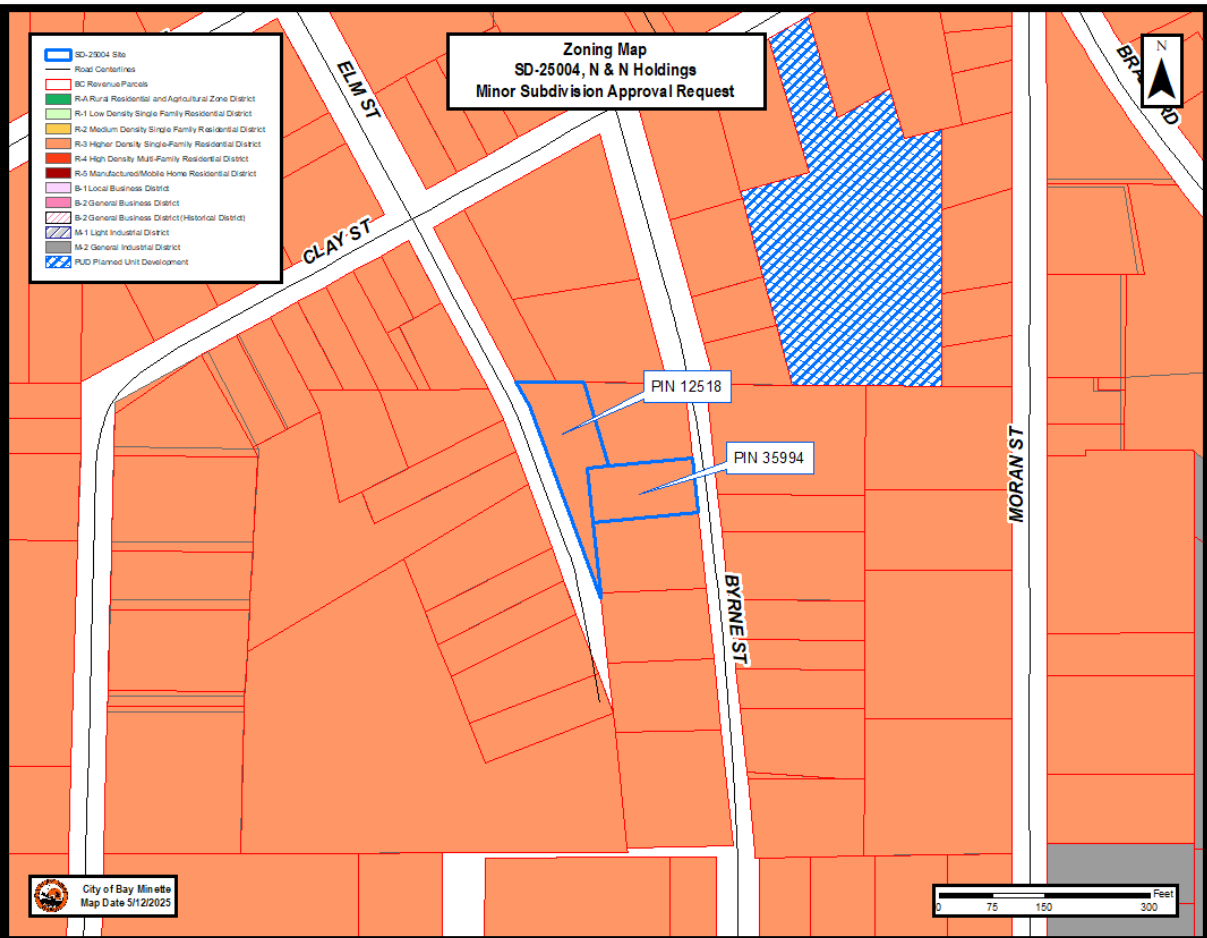 Zoning Map
SD-25004, N & N Holdings
Minor Subdivision Approval Request
SD-25004 Site
Road Centerlines
BC Revenue Parcels
R-A Rural Residential and Agricultural Zone District
R-1 Low Density Single Family Residential District
R-2 Medium Density Single Family Residential District
R-3 Higher Density Single-Family Residential District
R-4 High Density Multi-Family Residential District
R-5 Manufactured/Mobile Home Residential District
B-1 Local Business District
B-2 General Business District
B-2 General Business District (Historical District)
M-1 Light Industrial District
M-2 General Industrial District
PUD Planned Unit Development
N
ELM ST
CLAY ST
PIN 12518
PIN 35994
MORAN ST
BYRNE ST
City of Bay Minette
Map Date 5/12/2025
Feet
0 75 150 300